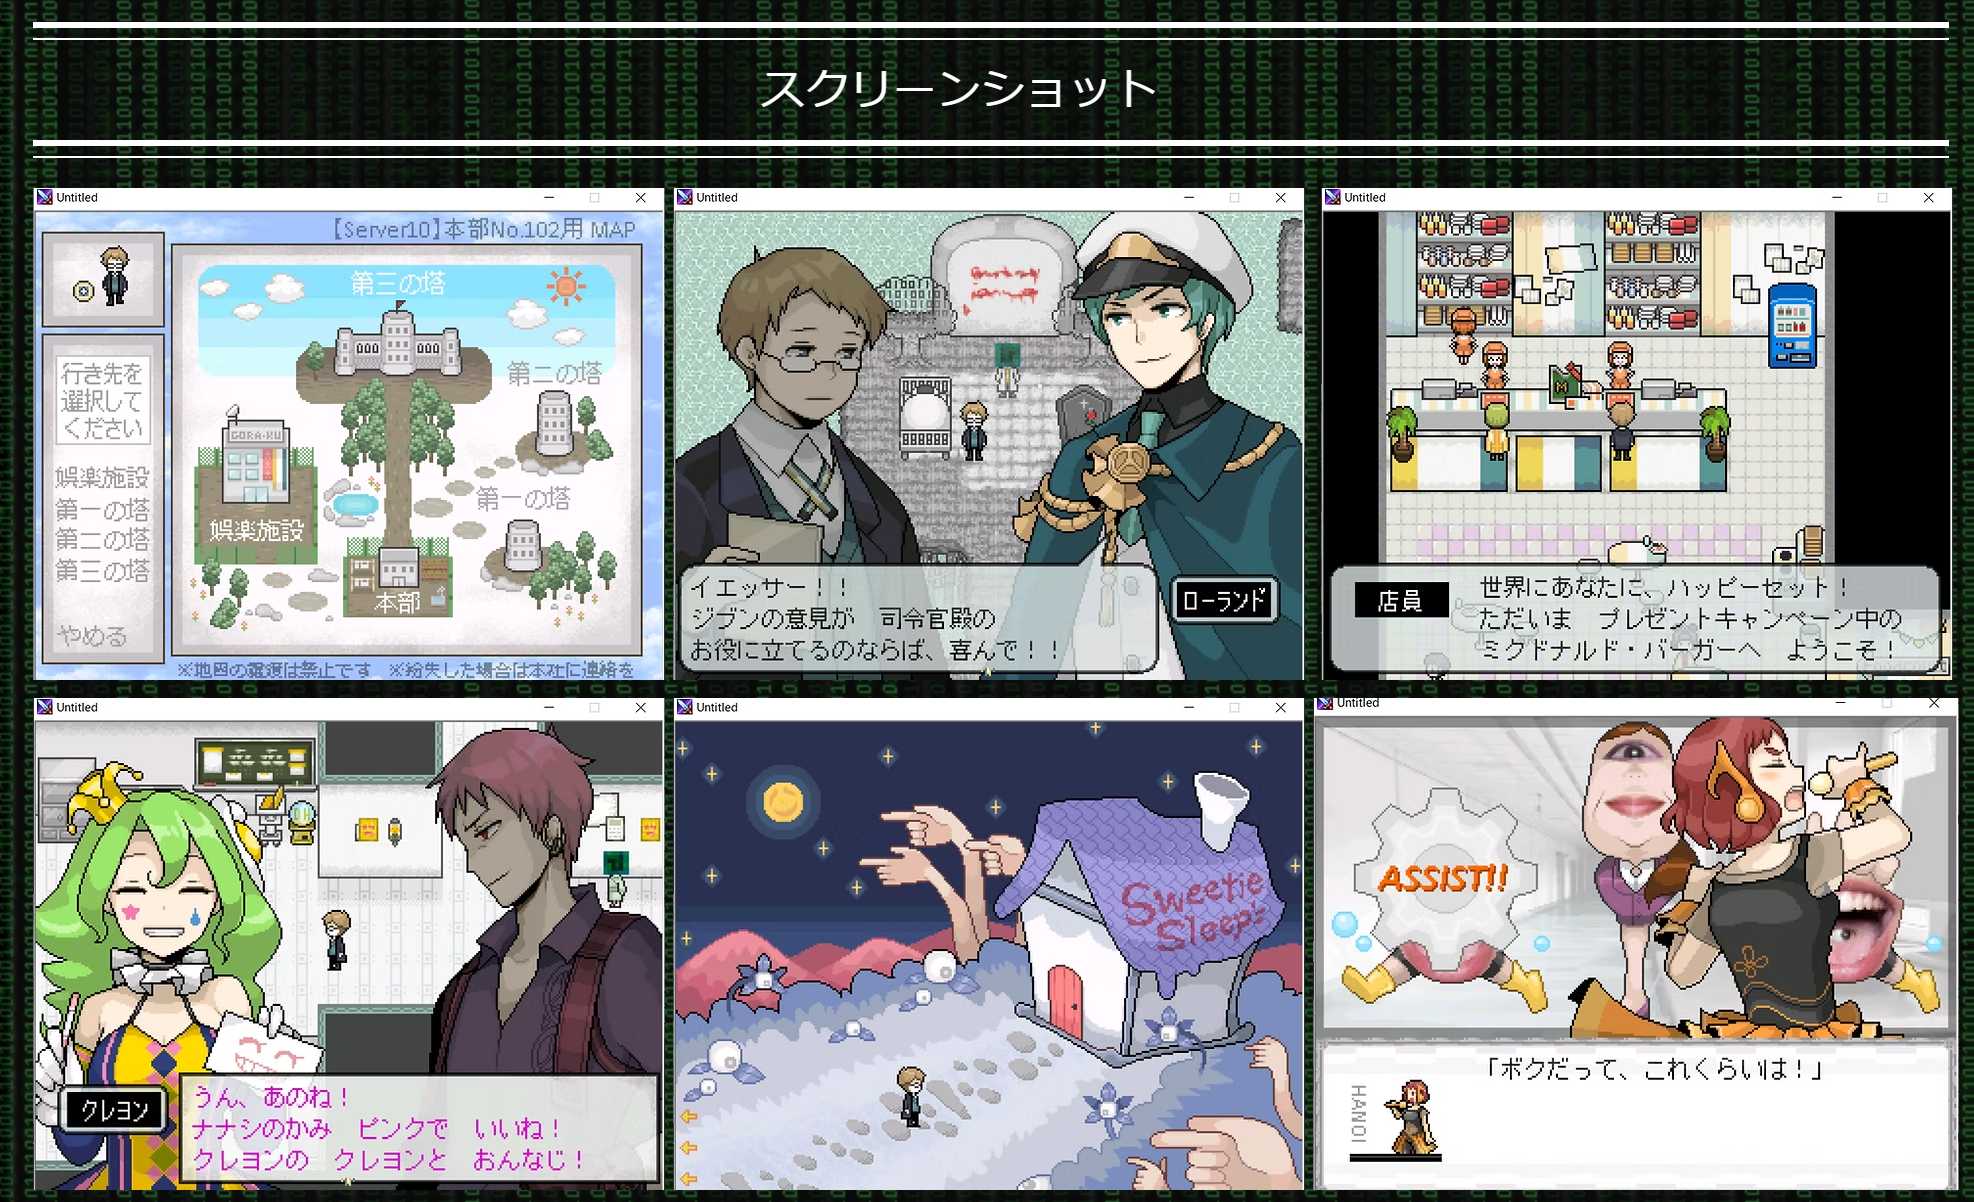 スクリーンショット
Untitled
【Server10】本部No.102用 MAP
行き先を
選択して
ください
娯楽施設
第一の塔
第二の塔
第三の塔
やめる
第三の塔
第二の塔
第一の塔
GORA-KU
娯楽施設
本部
※地図の譲渡は禁止です ※紛失した場合は本社に連絡を
Untitled
イエッサー！！
ジブンの意見が 司令官殿の
お役に立てるのならば、喜んで！！
ローランド
Untitled
M
店員
世界にあなたに、ハッピーセット！
ただいま プレゼントキャンペーン中の
ミクドナルド・バーガーへ ようこそ！
Untitled
クレヨン
うん、あのね！
ナナシのかみ ピンクで いいね！
クレヨンの クレヨンと おんなじ！
Untitled
Sweetie
Sleep's
Untitled
ASSIST!!
「ボクだって、これくらいは！」
HANOI